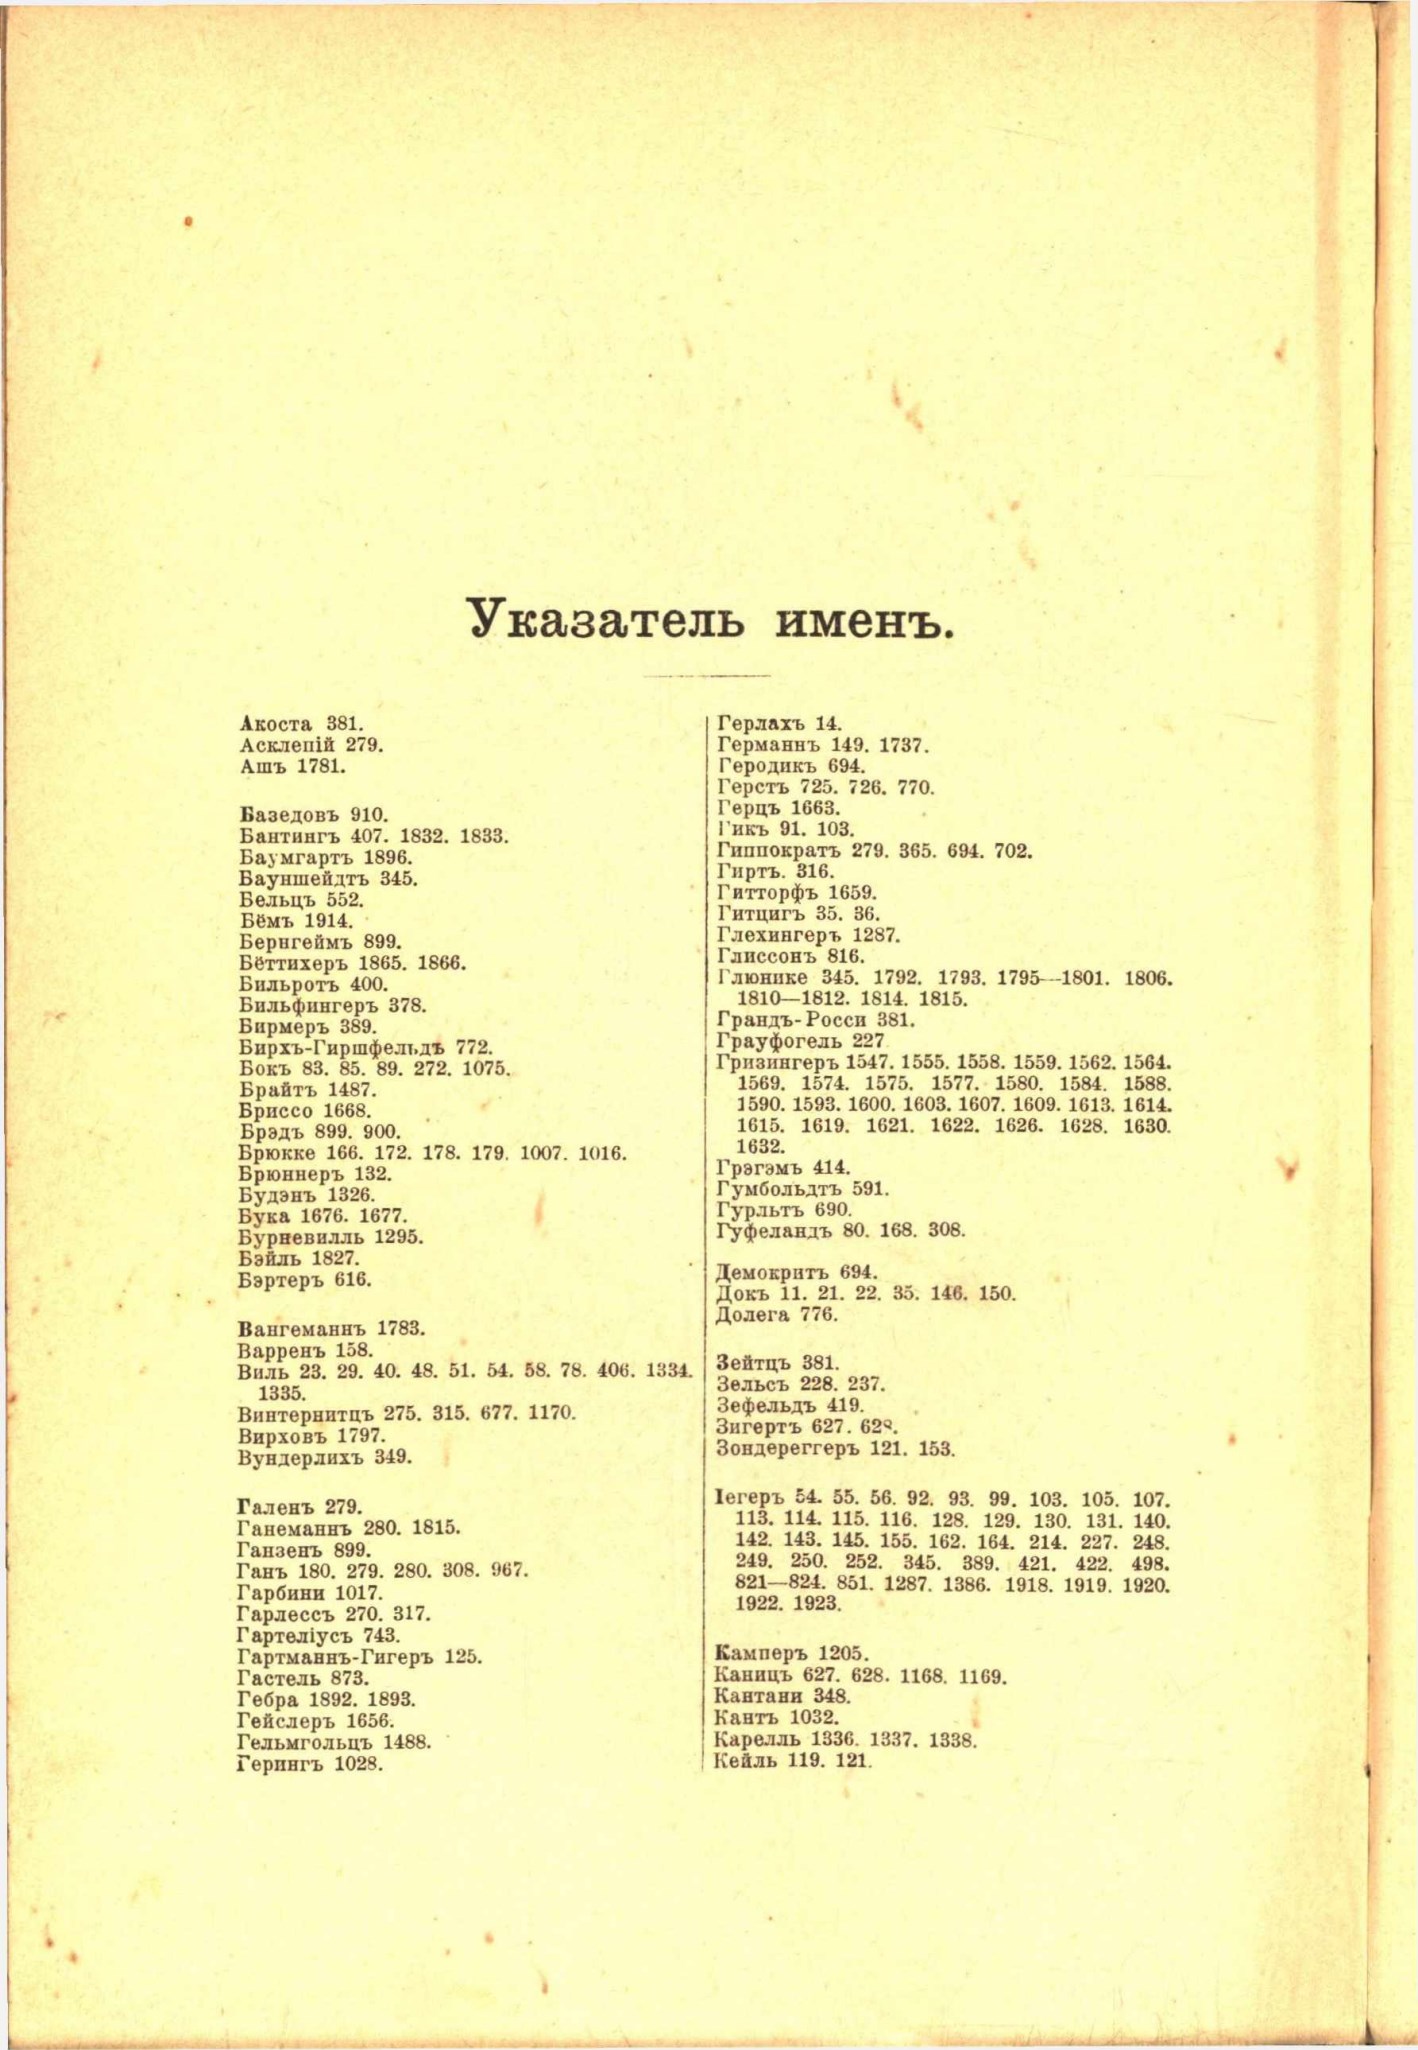 Указатель именъ.
Акоста 381.
Асклепій 279.
Ашъ 1781.
Базедовъ 910.
Бантингъ 407. 1832. 1833.
Баумгартъ 1896.
Бауншейдтъ 345.
Бельцъ 552.
Бёмъ 1914.
Бернгеймъ 899.
Бёттихеръ 1865. 1866.
Бильротъ 400.
Бильфингеръ 378.
Бирмеръ 389.
Бирхъ-Гиршфельдъ 772.
Бокъ 83. 85. 89. 272. 1075.
Брайтъ 1487.
Бриссо 1668.
Брэдъ 899. 900.
Брюкке 166. 172. 178. 179. 1007. 1016.
Брюннеръ 132.
Будэнъ 1326.
Бука 1676. 1677.
Бурневилль 1295.
Бэйль 1827.
Бэртеръ 616.
Вангеманнъ 1783.
Варренъ 158.
Виль 23. 29. 40. 48. 51. 54. 58. 78. 406. 1334.
1335.
Винтернитцъ 275. 315. 677. 1170.
Вирховъ 1797.
Вундерлихъ 349.
Галенъ 279.
Ганеманнъ 280. 1815.
Ганзенъ 899.
Ганъ 180. 279. 280. 308. 967.
Гарбини 1017.
Гарлессъ 270. 317.
Гартеліусъ 743.
Гартманнъ-Гигеръ 125.
Гастель 873.
Гебра 1892. 1893.
Гейслеръ 1656.
Гельмгольцъ 1488.
Герингъ 1028.
Герлахъ 14.
Германнъ 149. 1737.
Геродикъ 694.
Герстъ 725. 726. 770.
Герцъ 1663.
Гикъ 91. 103.
Гиппократъ 279. 365. 694. 702.
Гиртъ. 316.
Гитторфъ 1659.
Гитцигъ 35. 36.
Глехингеръ 1287.
Глиссонъ 816.
Глюнике 345. 1792. 1793. 1795—1801. 1806.
1810—1812. 1814. 1815.
Грандъ-Росси 381.
Грауфогель 227
Гризингеръ 1547. 1555. 1558. 1559. 1562. 1564.
1569. 1574. 1575. 1577. 1580. 1584. 1588.
1590. 1593. 1600. 1603. 1607. 1609. 1613. 1614.
1615. 1619. 1621. 1622. 1626. 1628. 1630.
1632.
Грэгэмъ 414.
Гумбольдтъ 591.
Гурльтъ 690.
Гуфеландъ 80. 168. 308.
Демокритъ 694.
Докъ 11. 21. 22. 35. 146. 150.
Долега 776.
Зейтцъ 381.
Зельсъ 228. 237.
Зефельдъ 419.
Зигертъ 627. 628.
Зондереггеръ 121. 153.
Іегеръ 54. 55. 56. 92. 93. 99. 103. 105. 107.
113. 114. 115. 116. 128. 129. 130. 131. 140.
142. 143. 145. 155. 162. 164. 214. 227. 248.
249. 250. 252. 345. 389. 421. 422. 498.
821—824. 851. 1287. 1386. 1918. 1919. 1920.
1922. 1923.
Камперъ 1205.
Каницъ 627. 628. 1168. 1169.
Кантани 348.
Кантъ 1032.
Карелль 1336. 1337. 1338.
Кейль 119. 121.